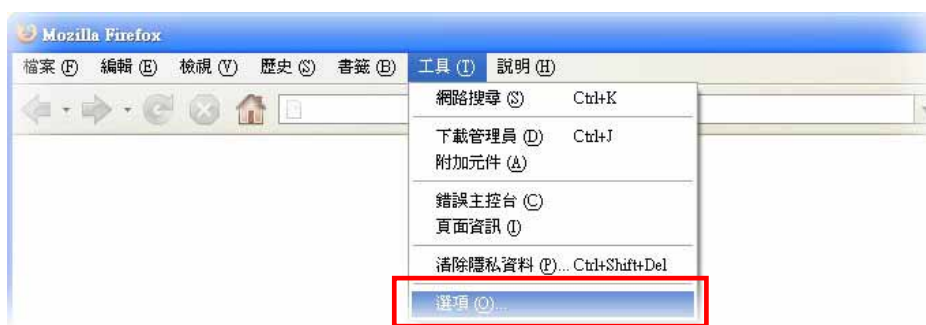 Mozilla Firefox
檔案 (F) 編輯 (E) 檢視 (V) 歷史 (S) 書籤 (B) 工具 (T) 說明 (H)
網路搜尋 (S) Ctrl+K
下載管理員 (D) Ctrl+J
附加元件 (A)
錯誤主控台 (C)
頁面資訊 (I)
清除隱私資料 (P)... Ctrl+Shift+Del
選項 (O)...